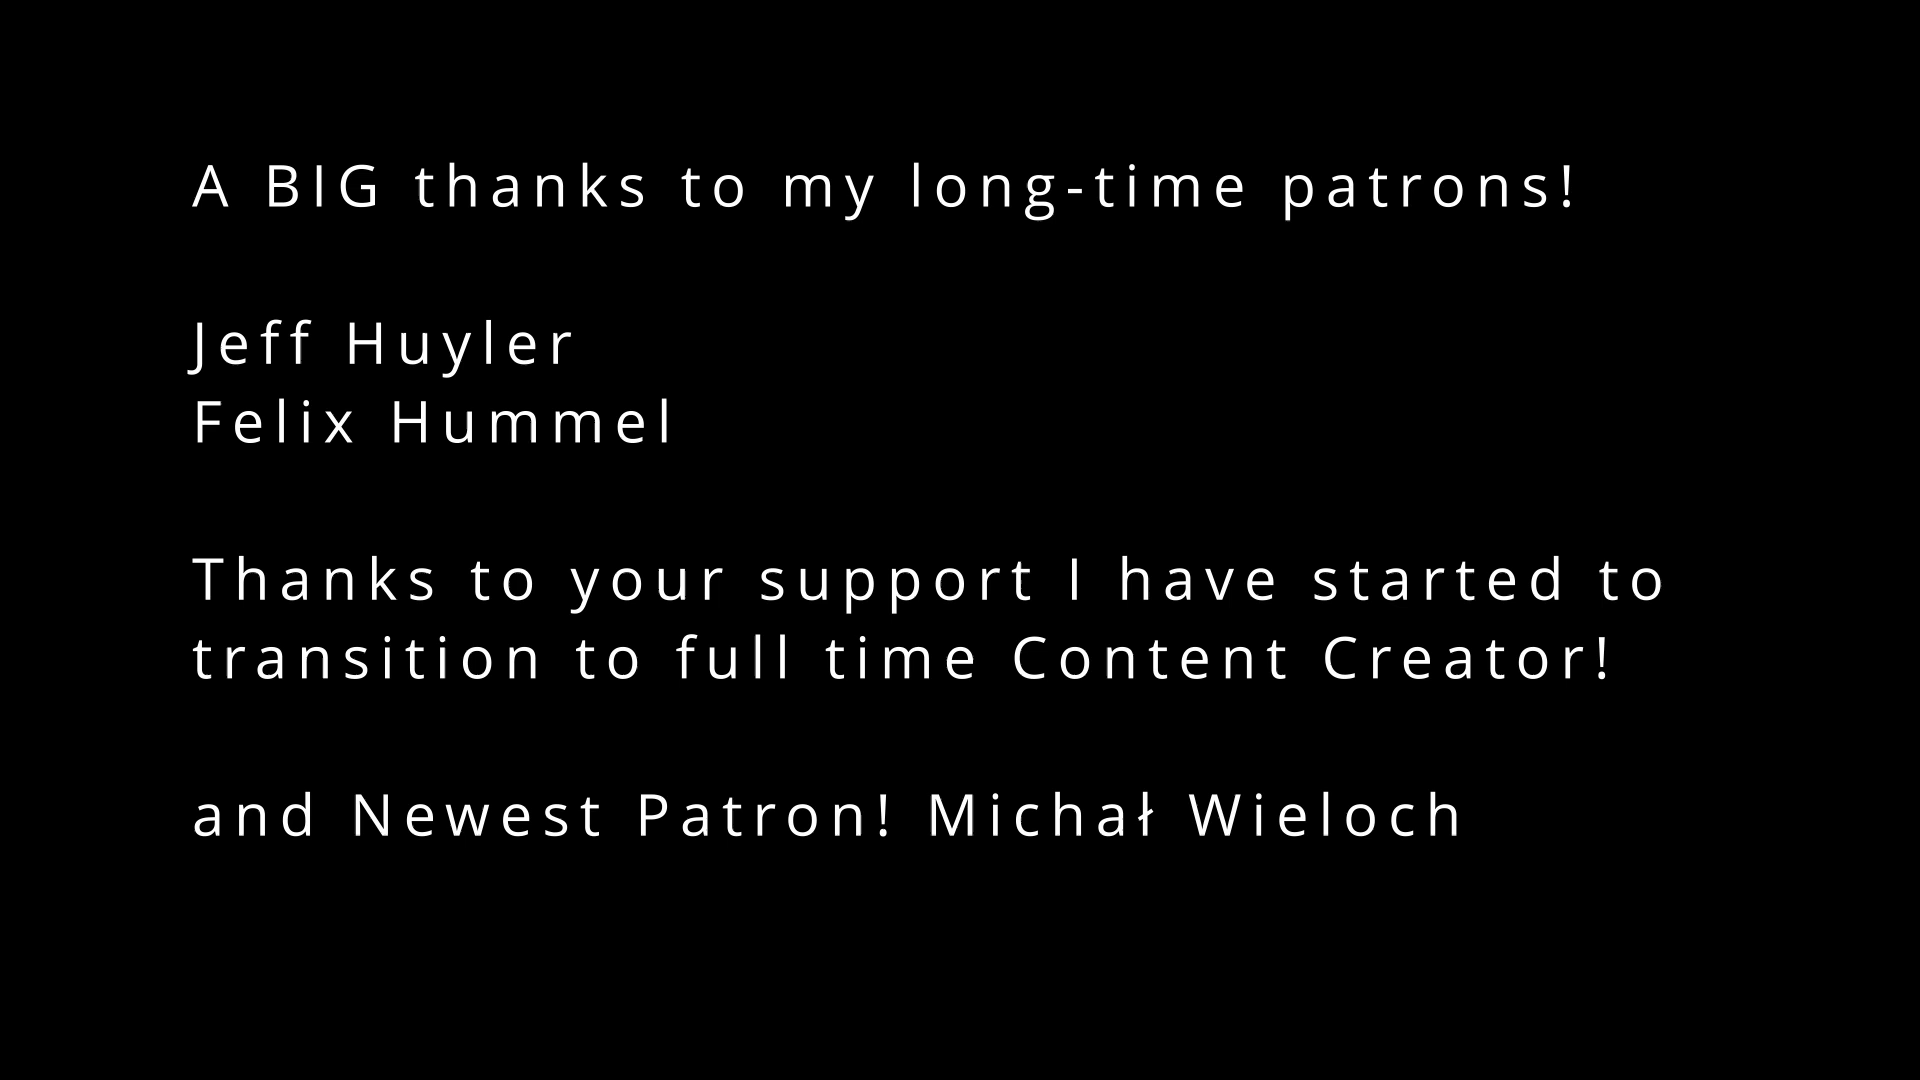 A BIG thanks to my long-time patrons!
Jeff Huyler
Felix Hummel
Thanks to your support I have started to
transition to full time Content Creator!
and Newest Patron! Michał Wieloch